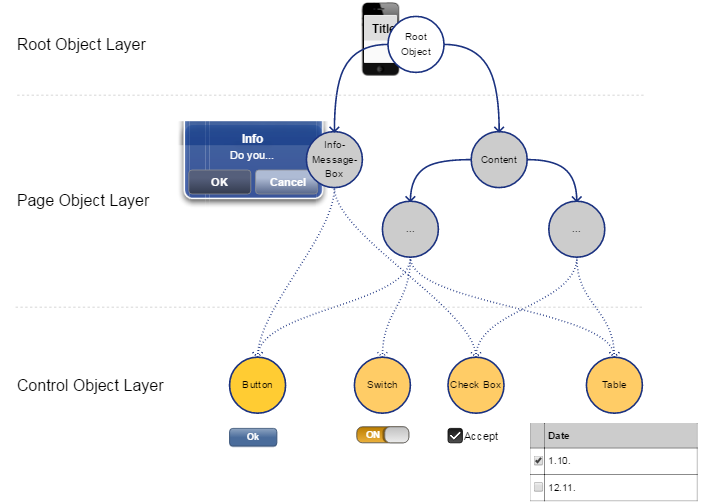 Root Object Layer
Title
Root
Object
Info
Do you...
OK
Cancel
Info-
Message-
Box
Content
Page Object Layer
...
...
Control Object Layer
Button
Switch
Check Box
Table
Ok
ON
Accept
Date
1.10.
12.11.